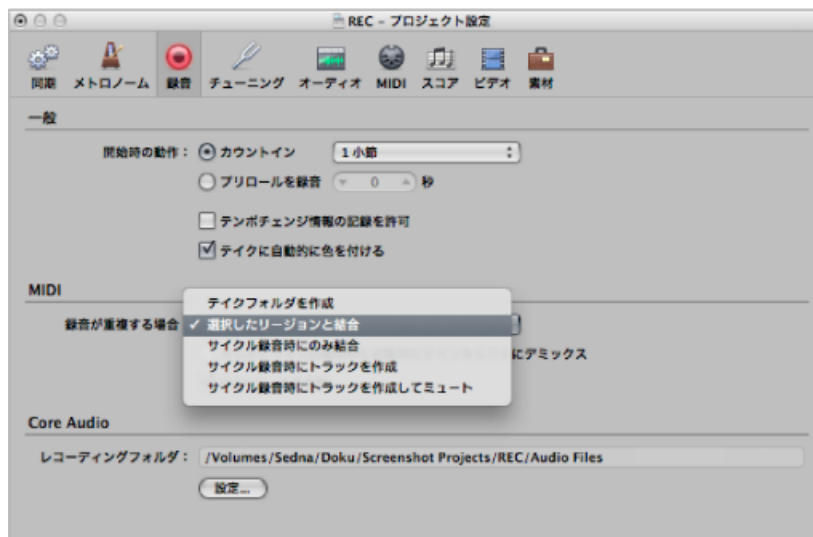 REC – プロジェクト設定
同期 メトロノーム 録音 チューニング オーディオ MIDI スコア ビデオ 素材
一般
開始時の動作： カウントイン 1 小節
プリロールを録音 0 秒
テンポチェンジ情報の記録を許可
テイクに自動的に色を付ける
MIDI
テイクフォルダを作成
録音が重複する場合 ✓ 選択したリージョンと結合
サイクル録音時にのみ結合
にデミックス
サイクル録音時にトラックを作成
サイクル録音時にトラックを作成してミュート
Core Audio
レコーディングフォルダ： /Volumes/Sedna/Doku/Screenshot Projects/REC/Audio Files
設定...